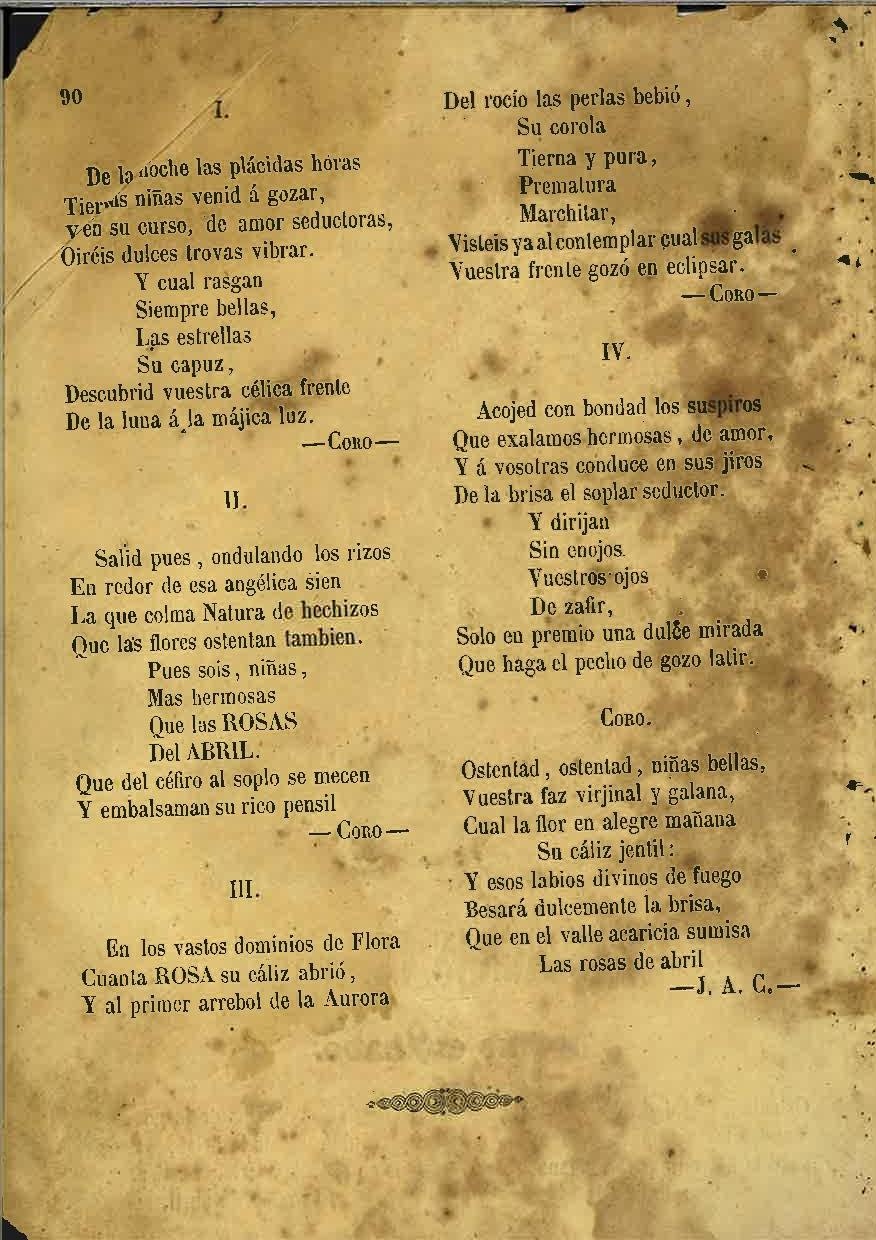 90
I.
De la noche las plácidas horas
Tiernas niñas venid á gozar,
Y en su curso, de amor seductoras,
Oiréis dulces trovas vibrar.
Y cual rasgan
Siempre bellas,
Las estrellas
Su capuz,
Descubrid vuestra célica frente
De la luna á la májica luz.
—CORO—
II.
Salid pues, ondulando los rizos
En redor de esa angélica sien
La que colma Natura de hechizos
Que las flores ostentan tambien.
Pues sois, niñas,
Mas hermosas
Que las ROSAS
Del ABRIL.
Que del céfiro al soplo se mecen
Y embalsaman su rico pensil
—CORO—
III.
En los vastos dominios de Flora
Cuanta ROSA su cáliz abrió,
Y al primer arrebol de la Aurora
Del rocío las perlas bebió,
Su corola
Tierna y pura,
Prematura
Marchitar,
Visteis ya al contemplar cual sus galas
Vuestra frente gozó en eclipsar.
—CORO—
IV.
Acojed con bondad los suspiros
Que exalamos hermosas, de amor,
Y á vosotras conduce en sus jiros
De la brisa el soplar seductor.
Y dirijan
Sin enojos.
Vuestros ojos
De zafir,
Solo en premio una dulce mirada
Que haga el pecho de gozo latir.
CORO.
Ostentad, ostentad, niñas bellas,
Vuestra faz virjinal y galana,
Cual la flor en alegre mañana
Su cáliz jentil:
Y esos labios divinos de fuego
Besará dulcemente la brisa,
Que en el valle acaricia sumisa
Las rosas de abril
—J. A. C.—